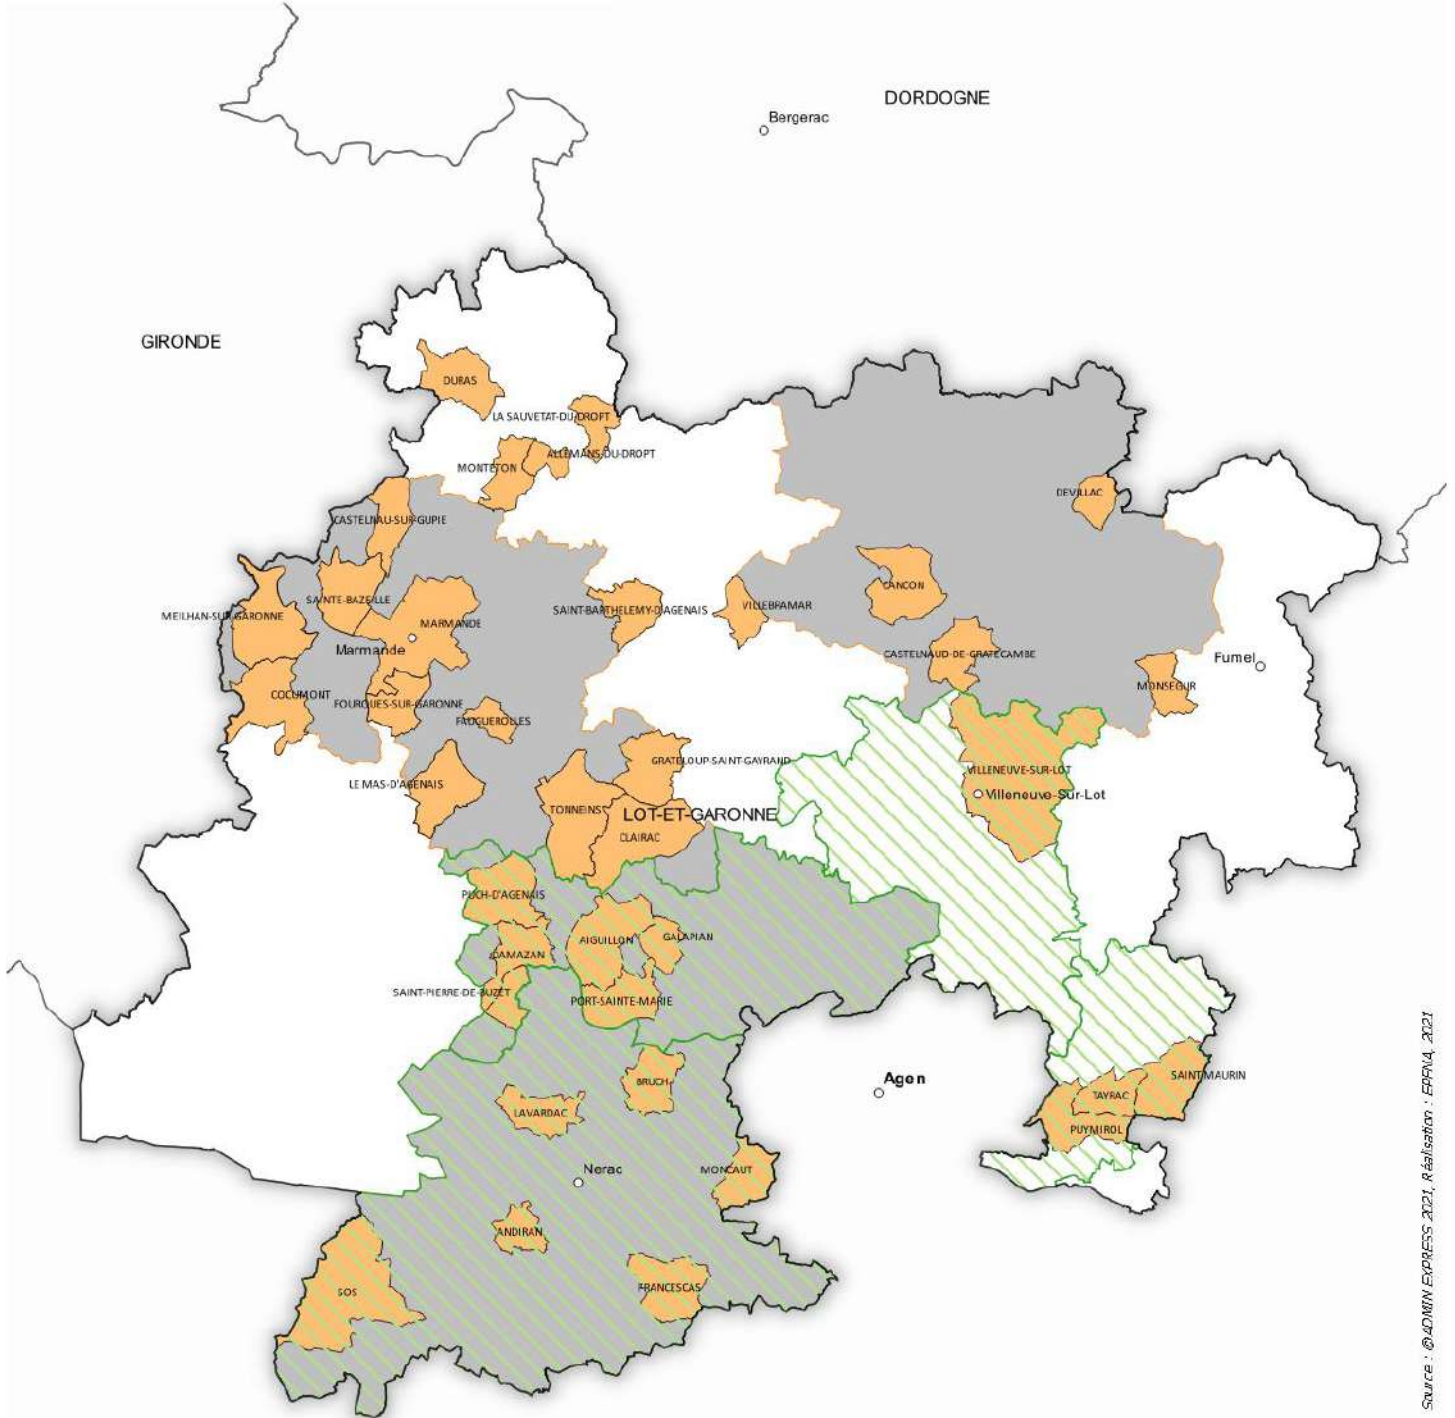 DORDOGNE
Bergerac
GIRONDE
DURAS
LA SAUVETAT-DU-DROPT
ALLEMANS-DU-DROPT
MONTETON
DEVILLAC
CASTELNAU-SUR-GUPIE
CANCON
SAINTE-BAZEILLE
MEILHAN-SUR-GARONNE
SAINT-BARTHELEMY-D'AGENAIS
VILLEBRAMAR
MARMANDE
Marmande
CASTELNAUD-DE-GRATECAMBE
Fumel
MONSEGUR
COCUMONT
FOURQUES-SUR-GARONNE
FAUGUEROLLES
GRATELOUP-SAINT-GAYRAND
VILLENEUVE-SUR-LOT
LE MAS-D'AGENAIS
Villeneuve-Sur-Lot
TONNEINS
LOT-ET-GARONNE
CLAIRAC
PUCH-D'AGENAIS
AIGUILLON
GALAPIAN
DAMAZAN
SAINT-PIERRE-DE-BUZET
PORT-SAINTE-MARIE
BRUCH
Agen
SAINT-MAURIN
TAYRAC
LAVARDAC
PUYMIROL
MONCAUT
Nerac
ANDIRAN
FRANCESCAS
SOS
Source : ©ADMIN EXPRESS 2021, Réalisation : EPFNA, 2021